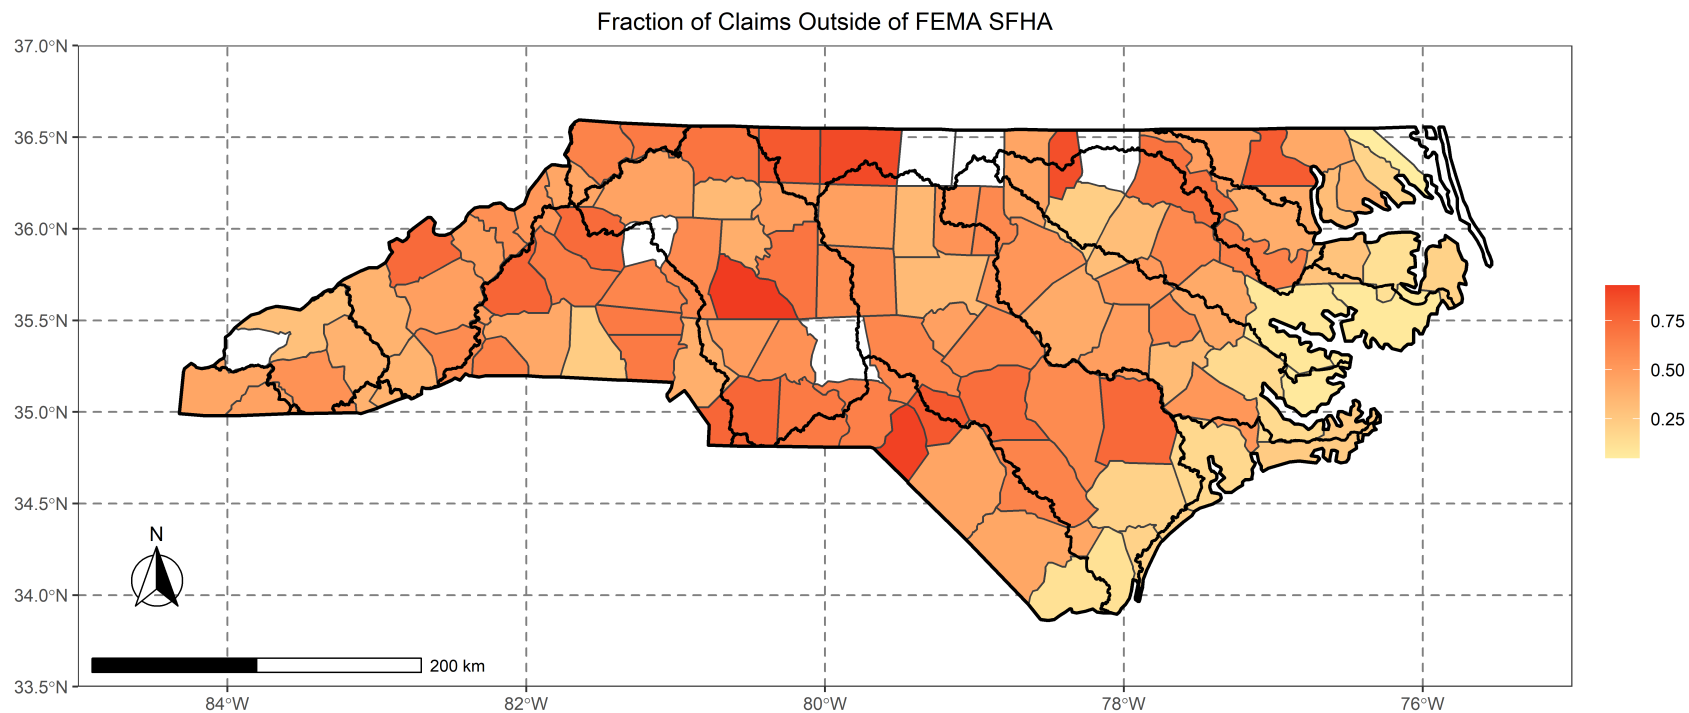 Fraction of Claims Outside of FEMA SFHA
37.0°N
36.5°N
36.0°N
35.5°N
35.0°N
34.5°N
34.0°N
33.5°N
84°W
82°W
80°W
78°W
76°W
N
200 km
0.75
0.50
0.25